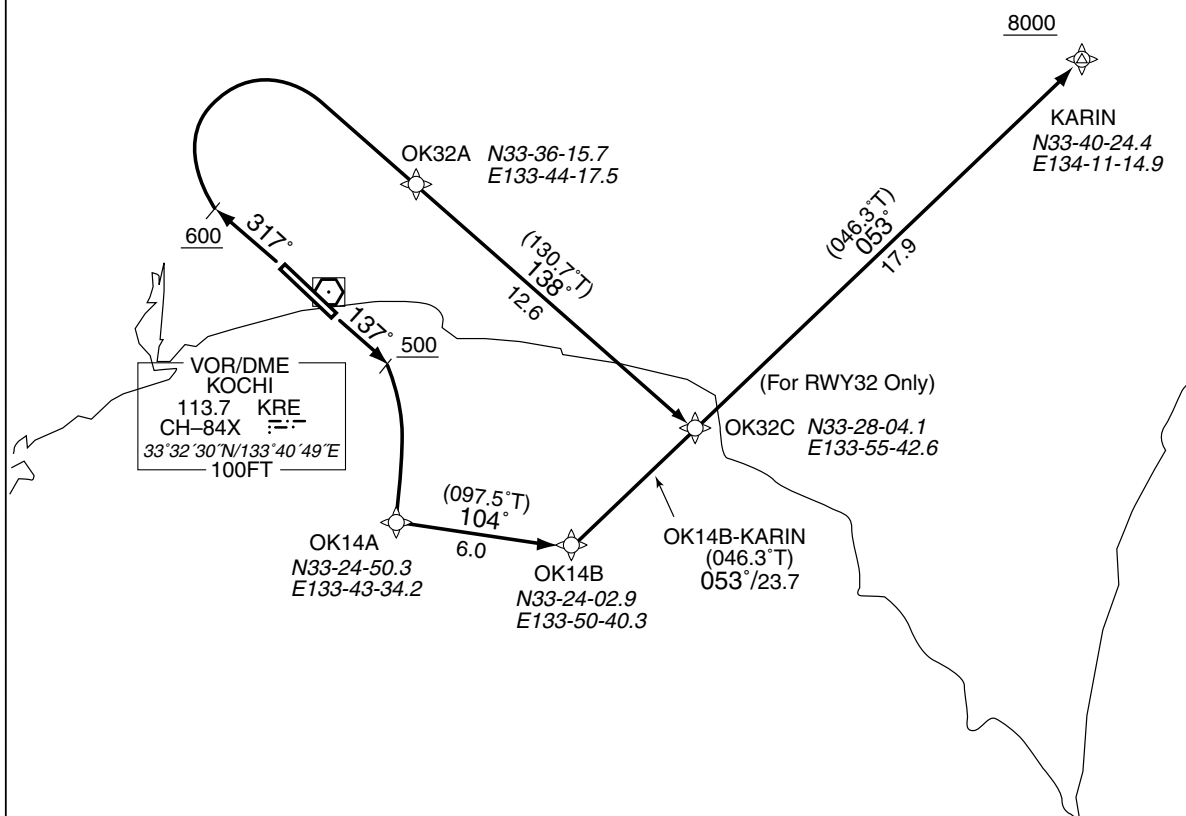 8000
KARIN
N33-40-24.4
E134-11-14.9
OK32A N33-36-15.7
E133-44-17.5
(046.3°T)
053°
17.9
600
317°
(130.7°T)
138°
12.6
137°
500
VOR/DME
KOCHI
113.7 KRE
CH–84X
33°32´30˝N/133°40´49˝E
100FT
(For RWY32 Only)
OK32C N33-28-04.1
E133-55-42.6
(097.5°T)
104°
6.0
OK14A
N33-24-50.3
E133-43-34.2
OK14B
N33-24-02.9
E133-50-40.3
OK14B-KARIN
(046.3°T)
053°/23.7